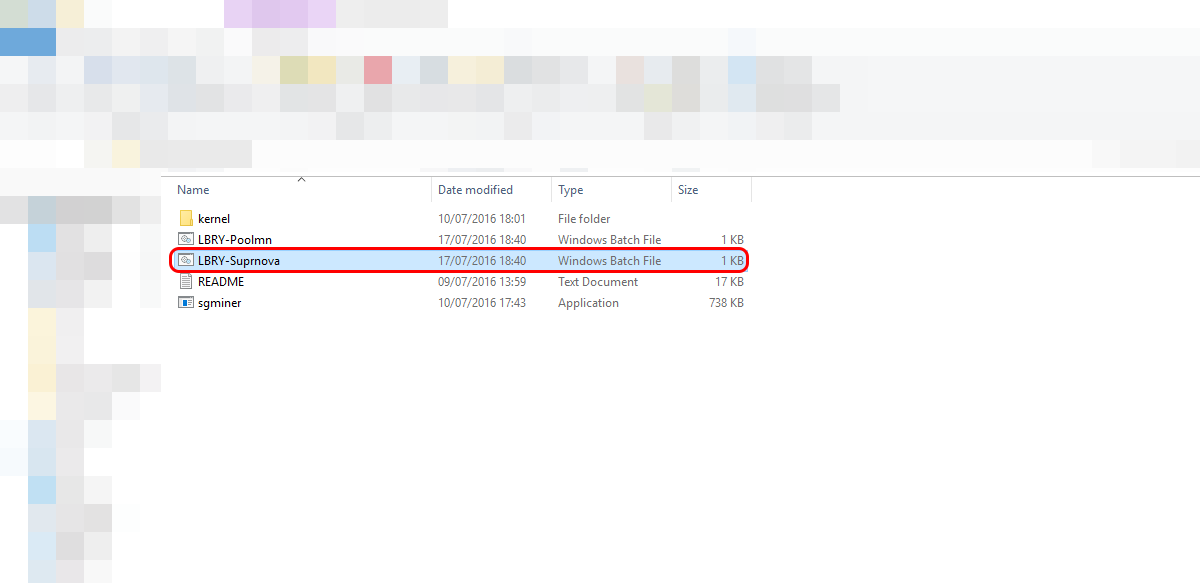 Name Date modified Type Size
kernel 10/07/2016 18:01 File folder
LBRY-Poolmn 17/07/2016 18:40 Windows Batch File 1 KB
LBRY-Suprnova 17/07/2016 18:40 Windows Batch File 1 KB
README 09/07/2016 13:59 Text Document 17 KB
sgminer 10/07/2016 17:43 Application 738 KB